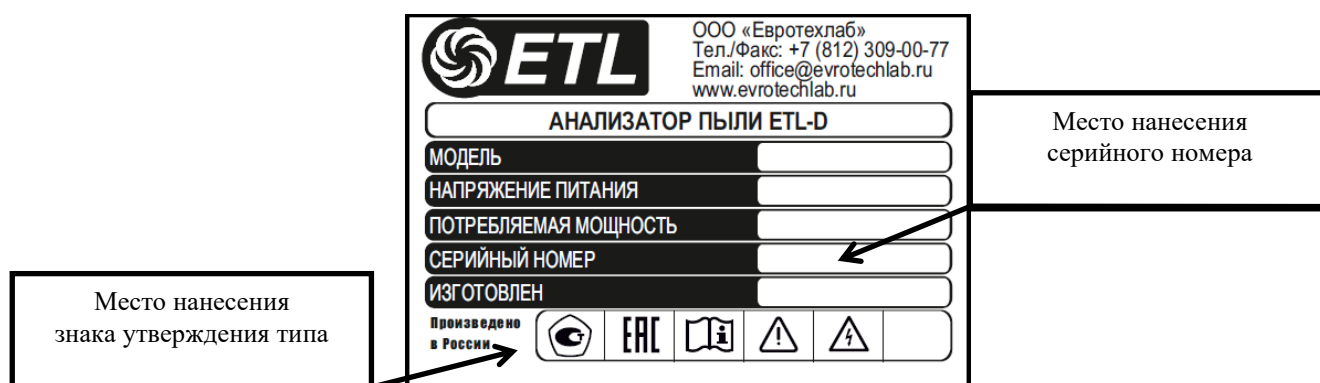 ETL
ООО «Евротехлаб»
Тел./Факс: +7 (812) 309-00-77
Email: office@evrotechlab.ru
www.evrotechlab.ru
АНАЛИЗАТОР ПЫЛИ ETL-D
МОДЕЛЬ
НАПРЯЖЕНИЕ ПИТАНИЯ
ПОТРЕБЛЯЕМАЯ МОЩНОСТЬ
СЕРИЙНЫЙ НОМЕР
ИЗГОТОВЛЕН
Произведено
в России
ЕАС
Место нанесения
серийного номера
Место нанесения
знака утверждения типа